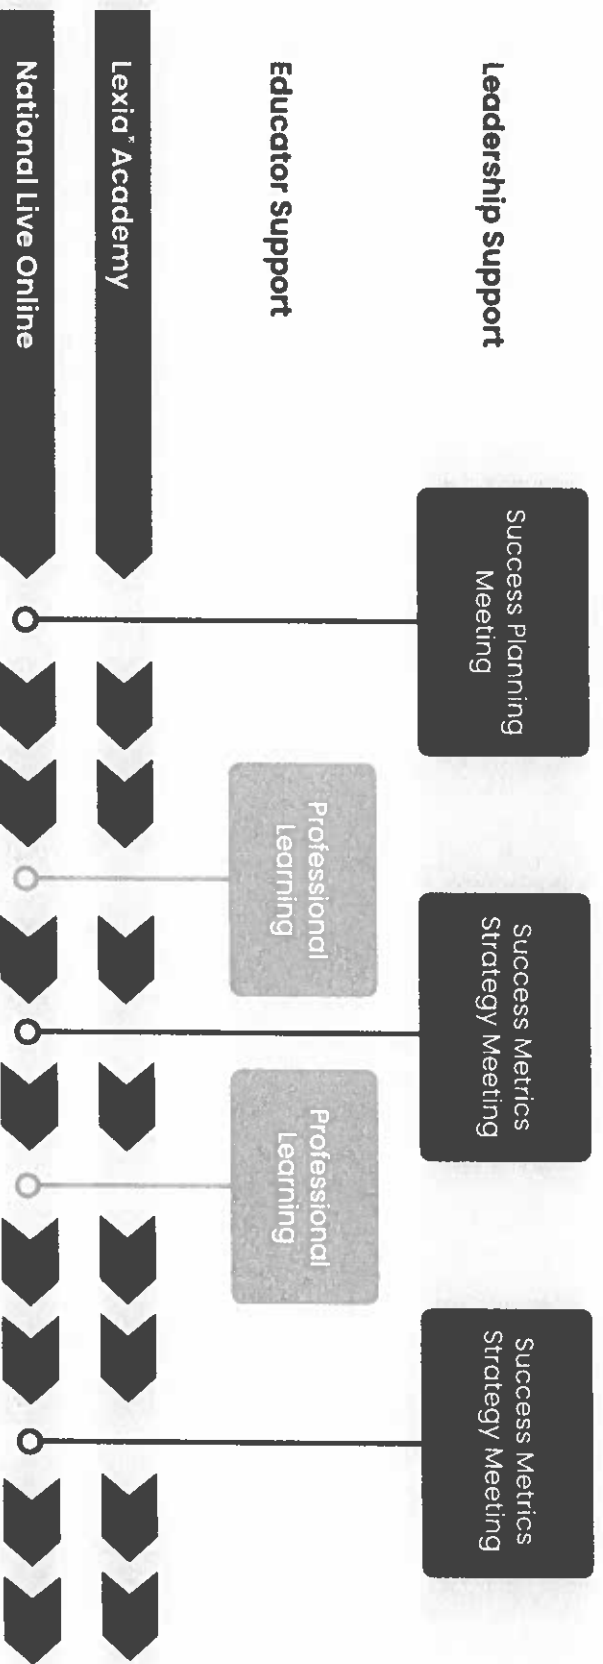 Leadership Support
Success Planning
Meeting
Success Metrics
Strategy Meeting
Success Metrics
Strategy Meeting
Educator Support
Professional
Learning
Professional
Learning
Lexia® Academy
National Live Online